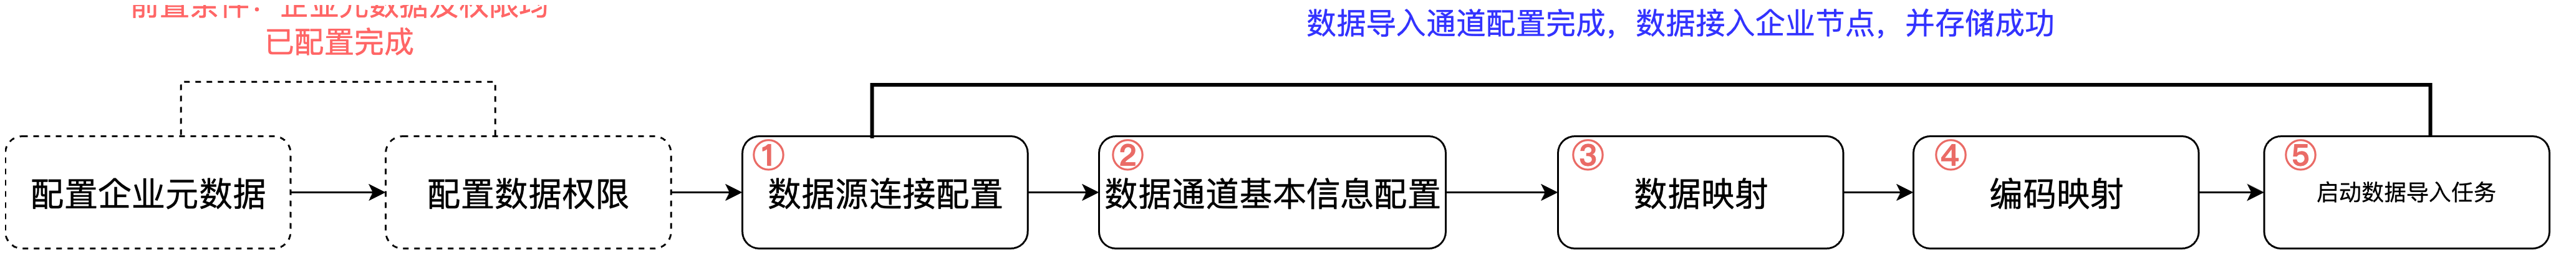 前置条件：企业元数据及权限均
已配置完成
数据导入通道配置完成，数据接入企业节点，并存储成功
配置企业元数据
配置数据权限
①
数据源连接配置
②
数据通道基本信息配置
③
数据映射
④
编码映射
⑤
启动数据导入任务